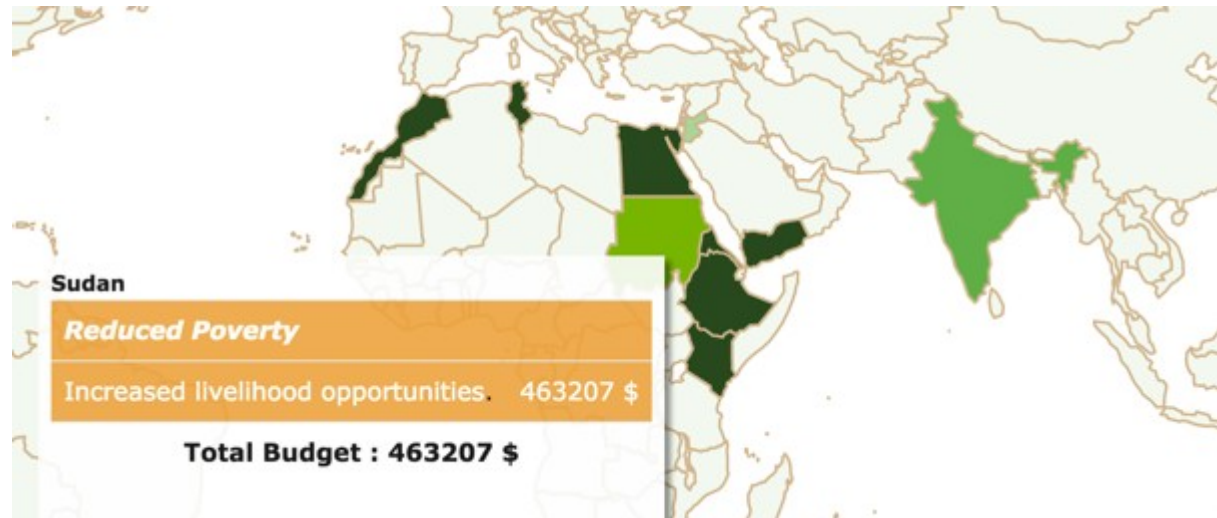 Sudan
Reduced Poverty
Increased livelihood opportunities. 463207 $
Total Budget : 463207 $